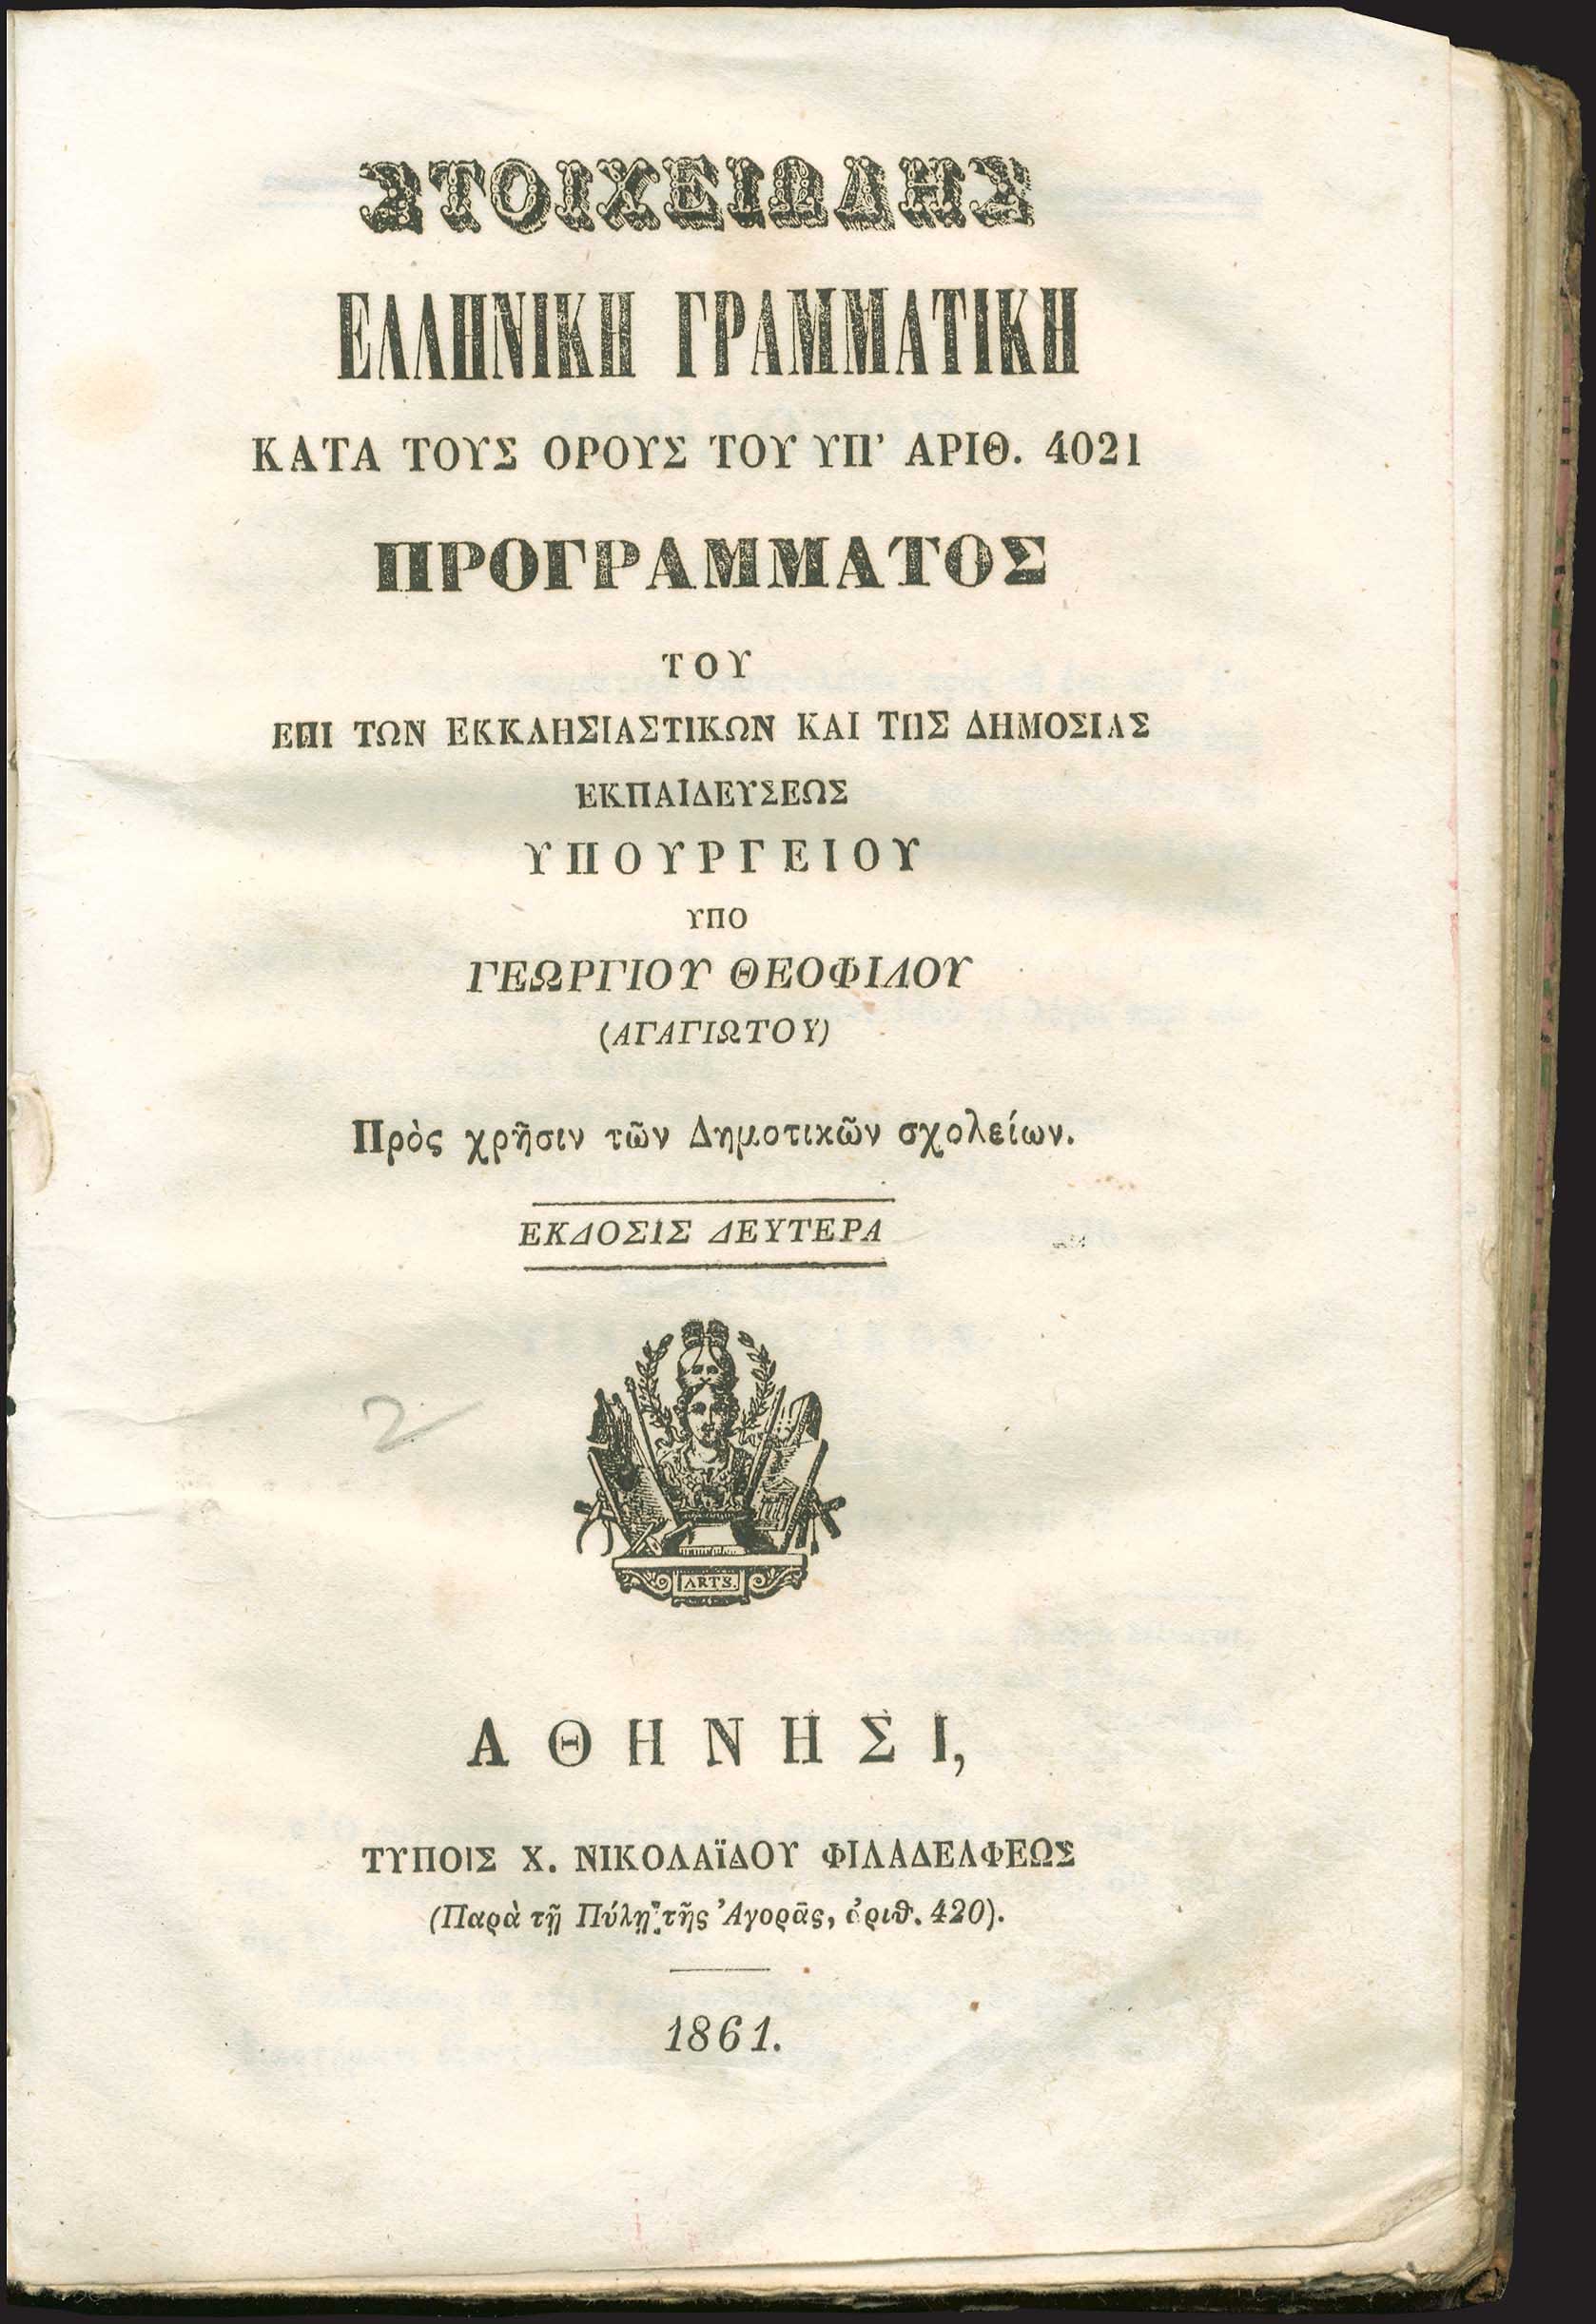 ΣΤΟΙΧΕΙΩΔΗΣ
ΕΛΛΗΝΙΚΗ ΓΡΑΜΜΑΤΙΚΗ
ΚΑΤΑ ΤΟΥΣ ΟΡΟΥΣ ΤΟΥ ΥΠ' ΑΡΙΘ. 4021
ΠΡΟΓΡΑΜΜΑΤΟΣ
ΤΟΥ
ΕΠΙ ΤΩΝ ΕΚΚΛΗΣΙΑΣΤΙΚΩΝ ΚΑΙ ΤΗΣ ΔΗΜΟΣΙΑΣ
ΕΚΠΑΙΔΕΥΣΕΩΣ
ΥΠΟΥΡΓΕΙΟΥ
ΥΠΟ
ΓΕΩΡΓΙΟΥ ΘΕΟΦΙΛΟΥ
(ΑΓΑΓΙΩΤΟΥ)
Πρὸς χρῆσιν τῶν Δημοτικῶν σχολείων.
ΕΚΔΟΣΙΣ ΔΕΥΤΕΡΑ
2
ARTS.
ΑΘΗΝΗΣΙ,
ΤΥΠΟΙΣ Χ. ΝΙΚΟΛΑΪΔΟΥ ΦΙΛΑΔΕΛΦΕΩΣ
(Παρὰ τῇ Πύλῃ τῆς Ἀγορᾶς, ἀριθ. 420).
1861.